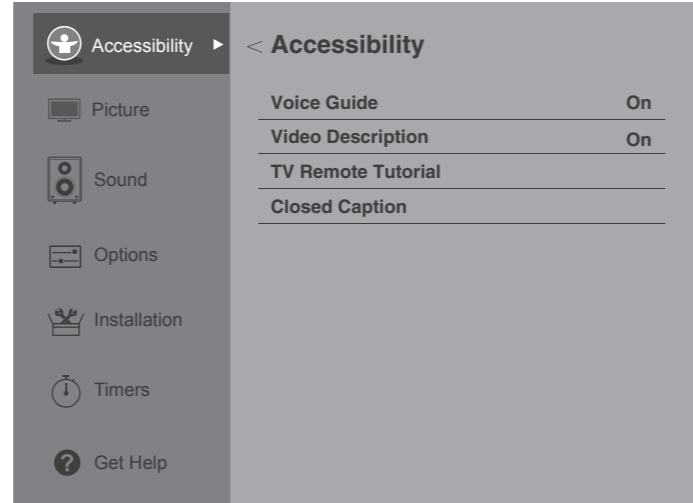 Accessibility
Picture
Sound
Options
Installation
Timers
Get Help
< Accessibility
Voice Guide On
Video Description On
TV Remote Tutorial
Closed Caption